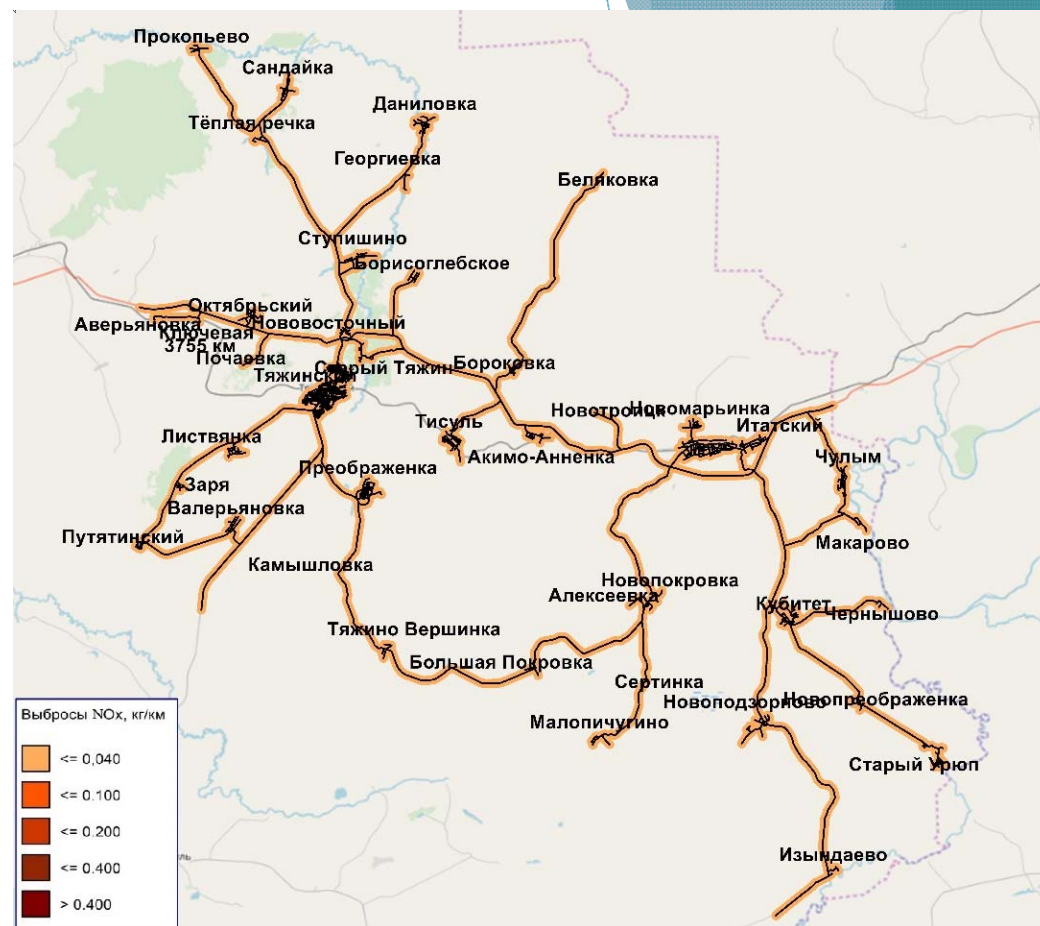 Прокопьево
Сандайка
Даниловка
Тёплая речка
Георгиевка
Беляковка
Ступишино
Борисоглебское
Октябрьский
Аверьяновка
Нововосточный
Ключевая
3755 км
Почаевка
Старый Тяжин
Бороковка
Тяжинский
Новотроицк
Новомарьинка
Тисуль
Итатский
Листвянка
Акимо-Анненка
Чулым
Преображенка
Заря
Валерьяновка
Путятинский
Макарово
Камышловка
Новопокровка
Алексеевка
Кубитет
Чернышово
Тяжино Вершинка
Большая Покровка
Сертинка
Новоподзорново
Новопреображенка
Малопичугино
Старый Урюп
Изындаево
Выбросы NOx, кг/км
<= 0,040
<= 0.100
<= 0.200
<= 0.400
> 0.400